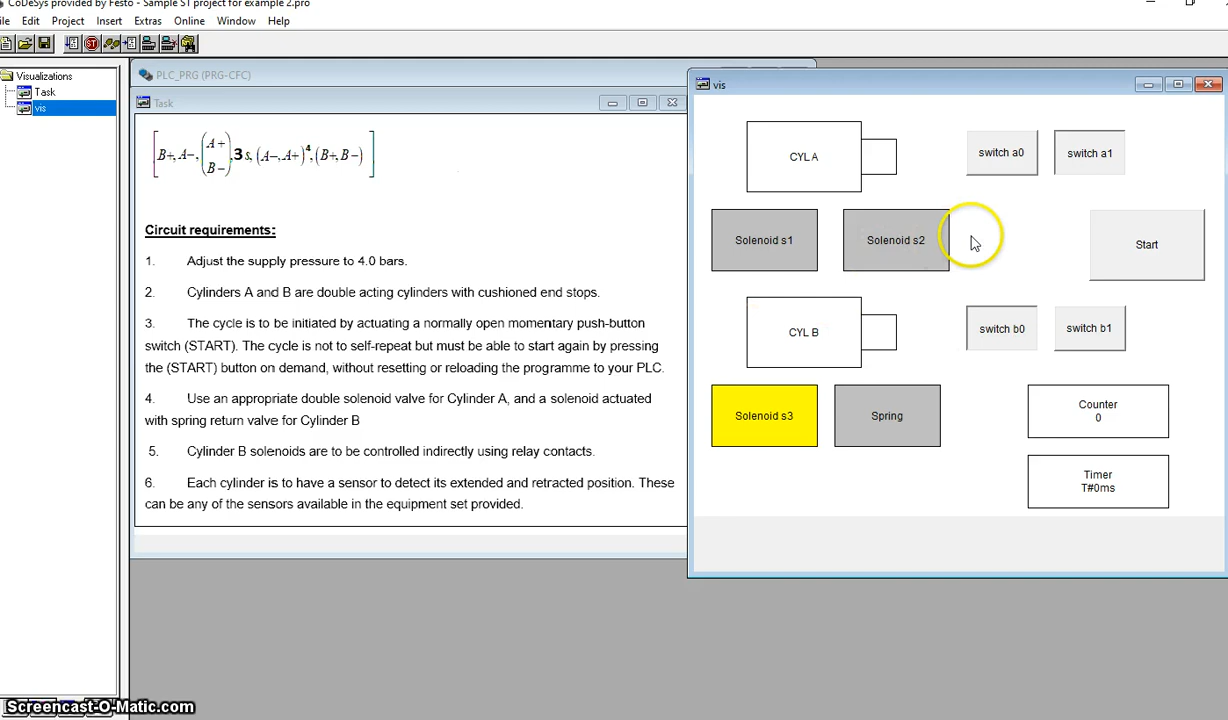 CoDeSys provided by Festo - Sample ST project for example 2.pro
File Edit Project Insert Extras Online Window Help
Visualizations
Task
vis
PLC_PRG (PRG-CFC)
Task
[B+, A-, (A+ B-), 3 s, (A-, A+)4, (B+, B-)]
Circuit requirements:
1. Adjust the supply pressure to 4.0 bars.
2. Cylinders A and B are double acting cylinders with cushioned end stops.
3. The cycle is to be initiated by actuating a normally open momentary push-button
switch (START). The cycle is not to self-repeat but must be able to start again by pressing
the (START) button on demand, without resetting or reloading the programme to your PLC.
4. Use an appropriate double solenoid valve for Cylinder A, and a solenoid actuated
with spring return valve for Cylinder B
5. Cylinder B solenoids are to be controlled indirectly using relay contacts.
6. Each cylinder is to have a sensor to detect its extended and retracted position. These
can be any of the sensors available in the equipment set provided.
vis
CYL A
switch a0
switch a1
Solenoid s1
Solenoid s2
Start
CYL B
switch b0
switch b1
Solenoid s3
Spring
Counter
0
Timer
T#0ms
Screencast-O-Matic.com